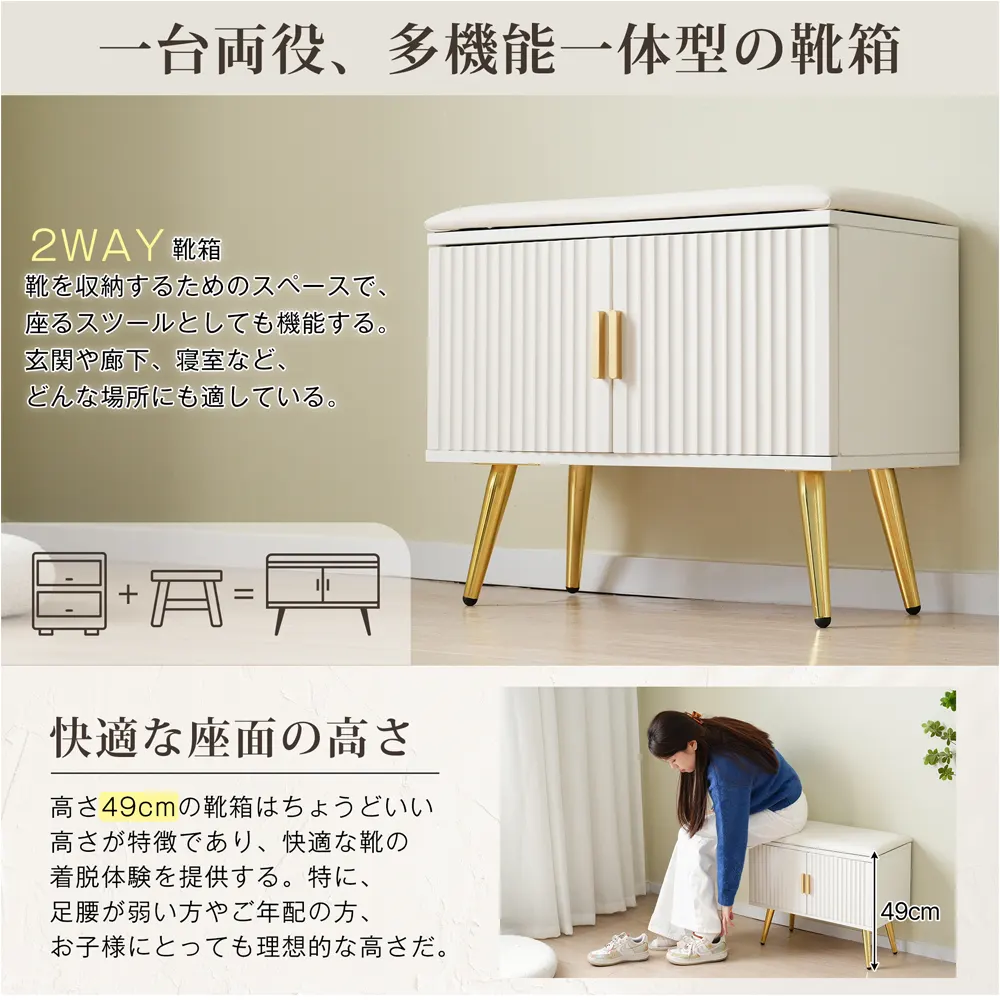 一台両役、多機能一体型の靴箱
2WAY靴箱
靴を収納するためのスペースで、
座るスツールとしても機能する。
玄関や廊下、寝室など、
どんな場所にも適している。
快適な座面の高さ
高さ49cmの靴箱はちょうどいい
高さが特徴であり、快適な靴の
着脱体験を提供する。特に、
足腰が弱い方やご年配の方、
お子様にとっても理想的な高さだ。
49cm